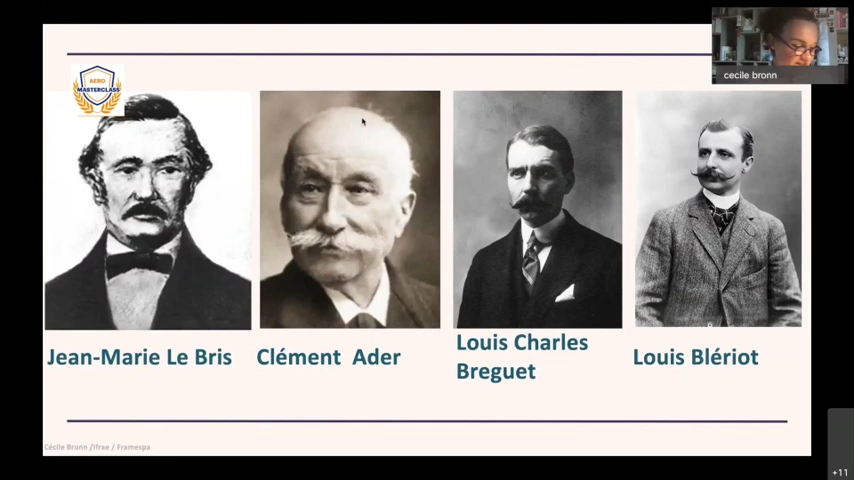 cecile bronn
AERO
MASTERCLASS
Jean-Marie Le Bris
Clément Ader
Louis Charles
Breguet
Louis Blériot
Cécile Bronn /ifrae / Framespa
+11